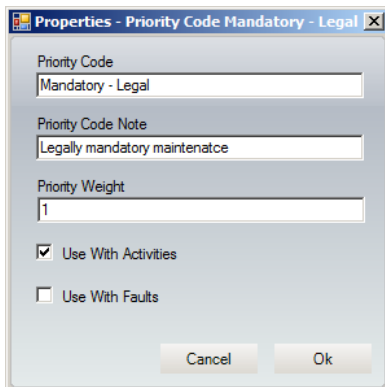 Properties - Priority Code Mandatory - Legal
Priority Code
Mandatory - Legal
Priority Code Note
Legally mandatory maintenatce
Priority Weight
1
Use With Activities
Use With Faults
Cancel Ok